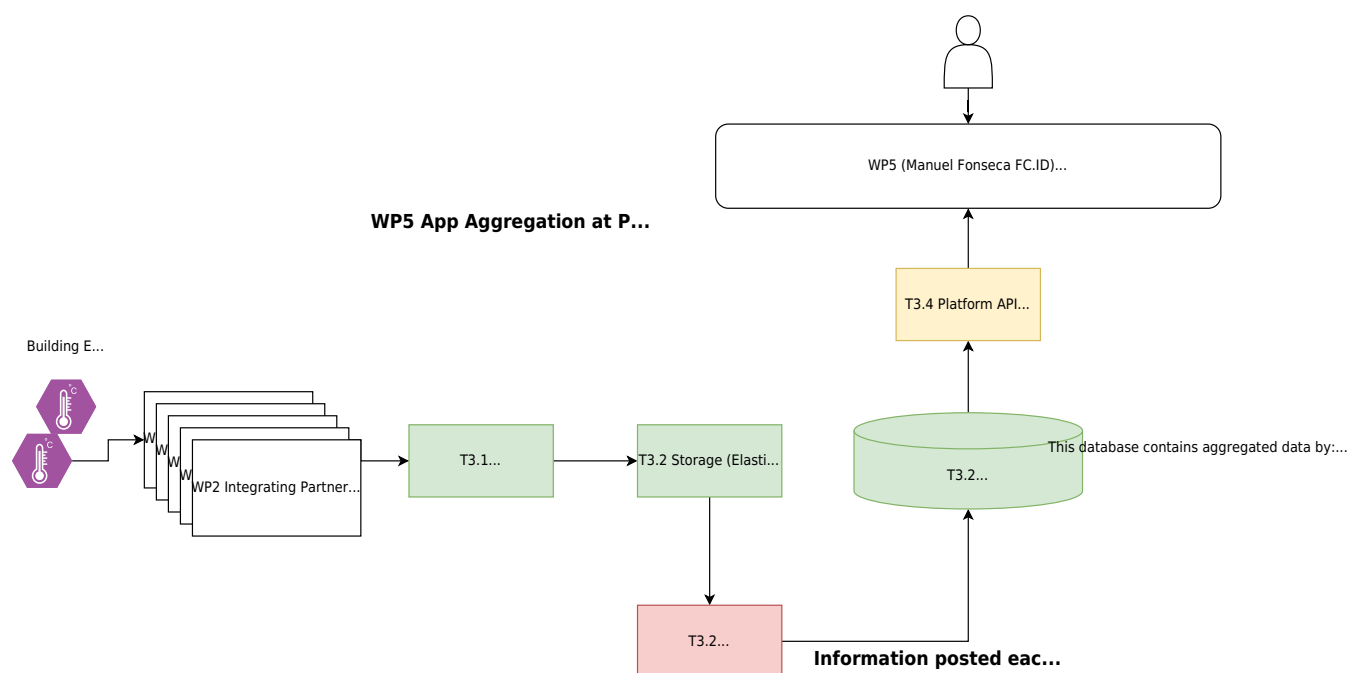 WP5 (Manuel Fonseca FC.ID)...
WP5 App Aggregation at P...
T3.4 Platform API...
Building E...
°C
°C
W
W
W
W
WP2 Integrating Partner...
T3.1...
T3.2 Storage (Elasti...
This database contains aggregated data by:...
T3.2...
T3.2...
Information posted eac...